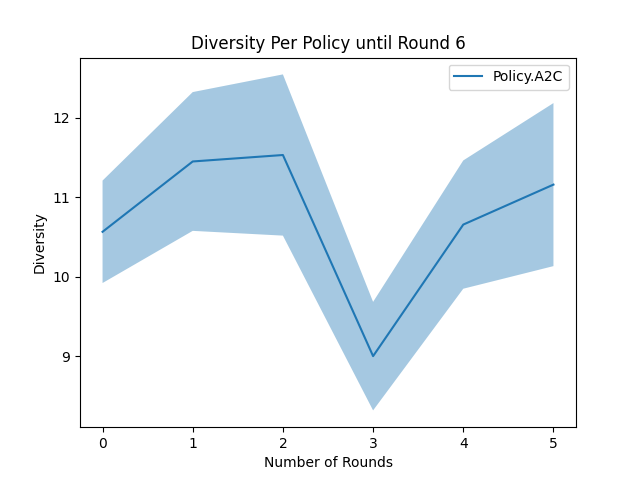 Diversity Per Policy until Round 6
Policy.A2C
12
11
10
9
Diversity
0 1 2 3 4 5
Number of Rounds